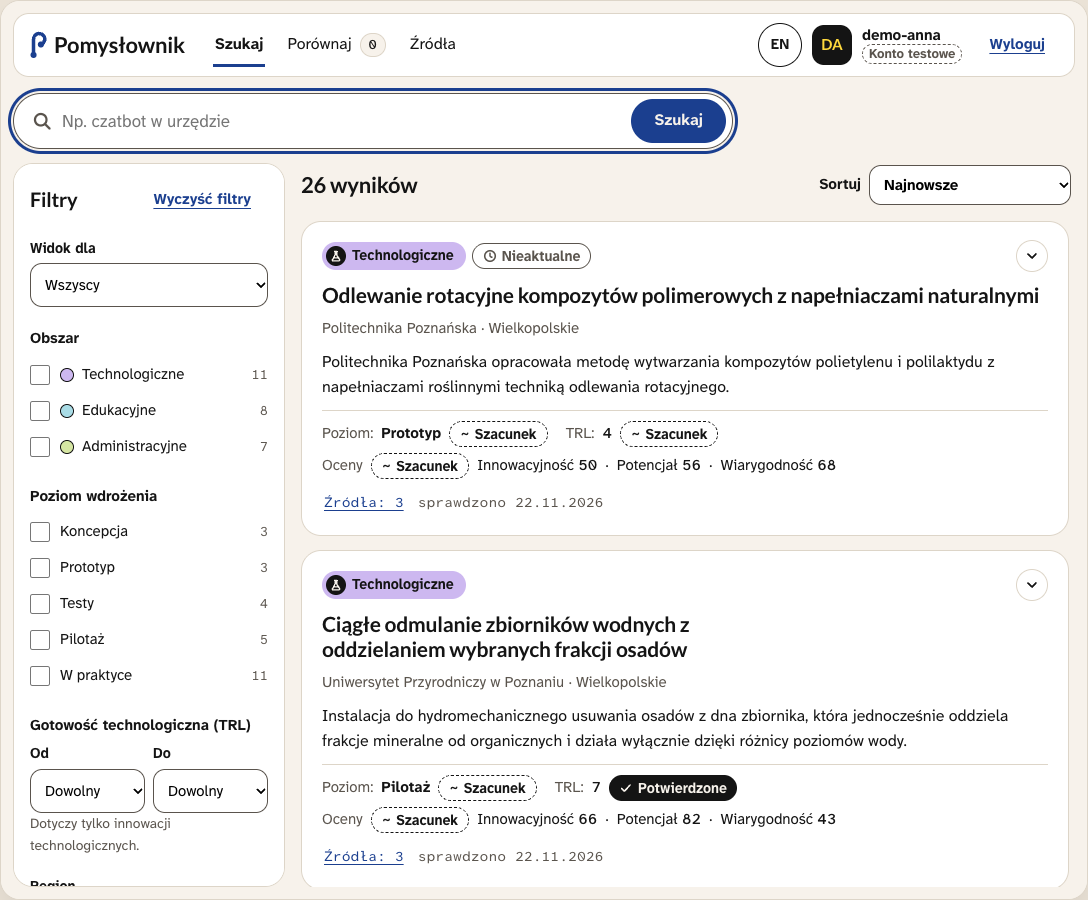 Pomysłownik
Szukaj
Porównaj 0
Źródła
EN
DA
demo-anna
Konto testowe
Wyloguj
Np. czatbot w urzędzie
Szukaj
Filtry
Wyczyść filtry
Widok dla
Wszyscy
Obszar
Technologiczne 11
Edukacyjne 8
Administracyjne 7
Poziom wdrożenia
Koncepcja 3
Prototyp 3
Testy 4
Pilotaż 5
W praktyce 11
Gotowość technologiczna (TRL)
Od Do
Dowolny Dowolny
Dotyczy tylko innowacji
technologicznych.
Region
26 wyników
Sortuj Najnowsze
Technologiczne Nieaktualne
Odlewanie rotacyjne kompozytów polimerowych z napełniaczami naturalnymi
Politechnika Poznańska · Wielkopolskie
Politechnika Poznańska opracowała metodę wytwarzania kompozytów polietylenu i polilaktydu z
napełniaczami roślinnymi techniką odlewania rotacyjnego.
Poziom: Prototyp ~ Szacunek TRL: 4 ~ Szacunek
Oceny ~ Szacunek Innowacyjność 50 · Potencjał 56 · Wiarygodność 68
Źródła: 3 sprawdzono 22.11.2026
Technologiczne
Ciągłe odmulanie zbiorników wodnych z
oddzielaniem wybranych frakcji osadów
Uniwersytet Przyrodniczy w Poznaniu · Wielkopolskie
Instalacja do hydromechanicznego usuwania osadów z dna zbiornika, która jednocześnie oddziela
frakcje mineralne od organicznych i działa wyłącznie dzięki różnicy poziomów wody.
Poziom: Pilotaż ~ Szacunek TRL: 7 Potwierdzone
Oceny ~ Szacunek Innowacyjność 66 · Potencjał 82 · Wiarygodność 43
Źródła: 3 sprawdzono 22.11.2026